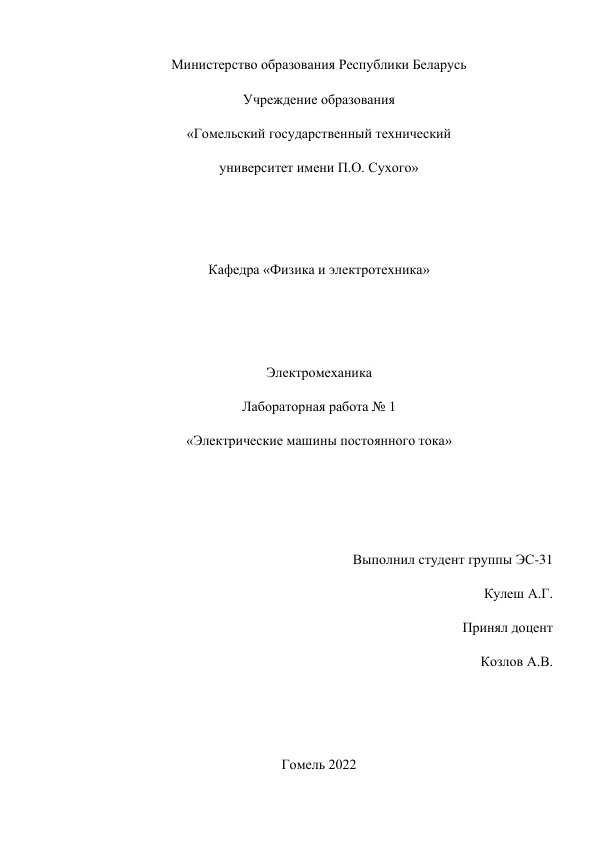 Министерство образования Республики Беларусь
Учреждение образования
«Гомельский государственный технический
университет имени П.О. Сухого»
Кафедра «Физика и электротехника»
Электромеханика
Лабораторная работа № 1
«Электрические машины постоянного тока»
Выполнил студент группы ЭС-31
Кулеш А.Г.
Принял доцент
Козлов А.В.
Гомель 2022